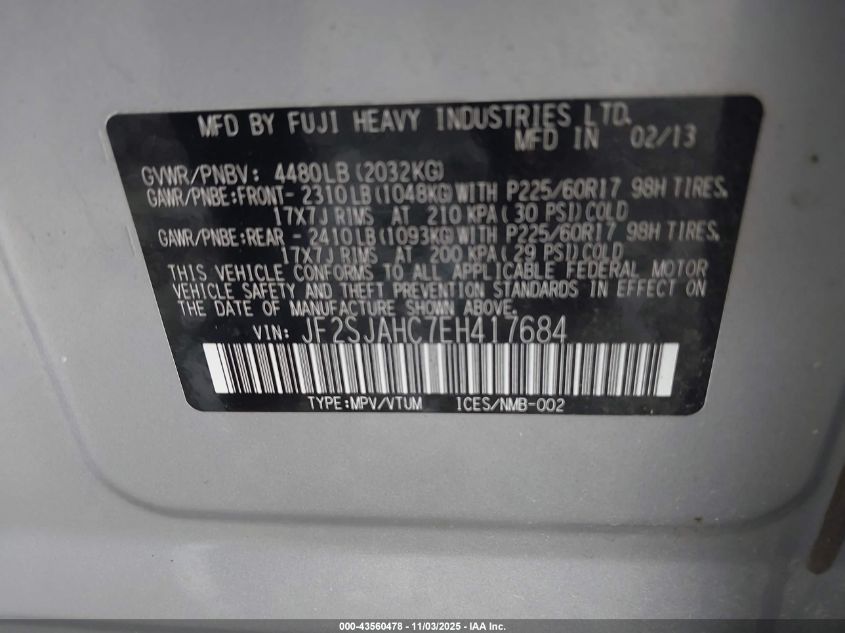 MFD BY FUJI HEAVY INDUSTRIES LTD.
MFD IN 02/13
GVWR/PNBV: 4480LB(2032KG)
GAWR/PNBE:FRONT- 2310LB(1048KG)WITH P225/60R17 98H TIRES,
17X7J RIMS AT 210 KPA(30 PSI)COLD
GAWR/PNBE:REAR - 2410LB(1093KG)WITH P225/60R17 98H TIRES,
17X7J RIMS AT 200 KPA(29 PSI)COLD
THIS VEHICLE CONFORMS TO ALL APPLICABLE FEDERAL MOTOR
VEHICLE SAFETY AND THEFT PREVENTION STANDARDS IN EFFECT ON
THE DATE OF MANUFACTURE SHOWN ABOVE.
VIN: JF2SJAHC7EH417684
TYPE:MPV/VTUM ICES/NMB-002
000-43560478 - 11/03/2025 - IAA Inc.